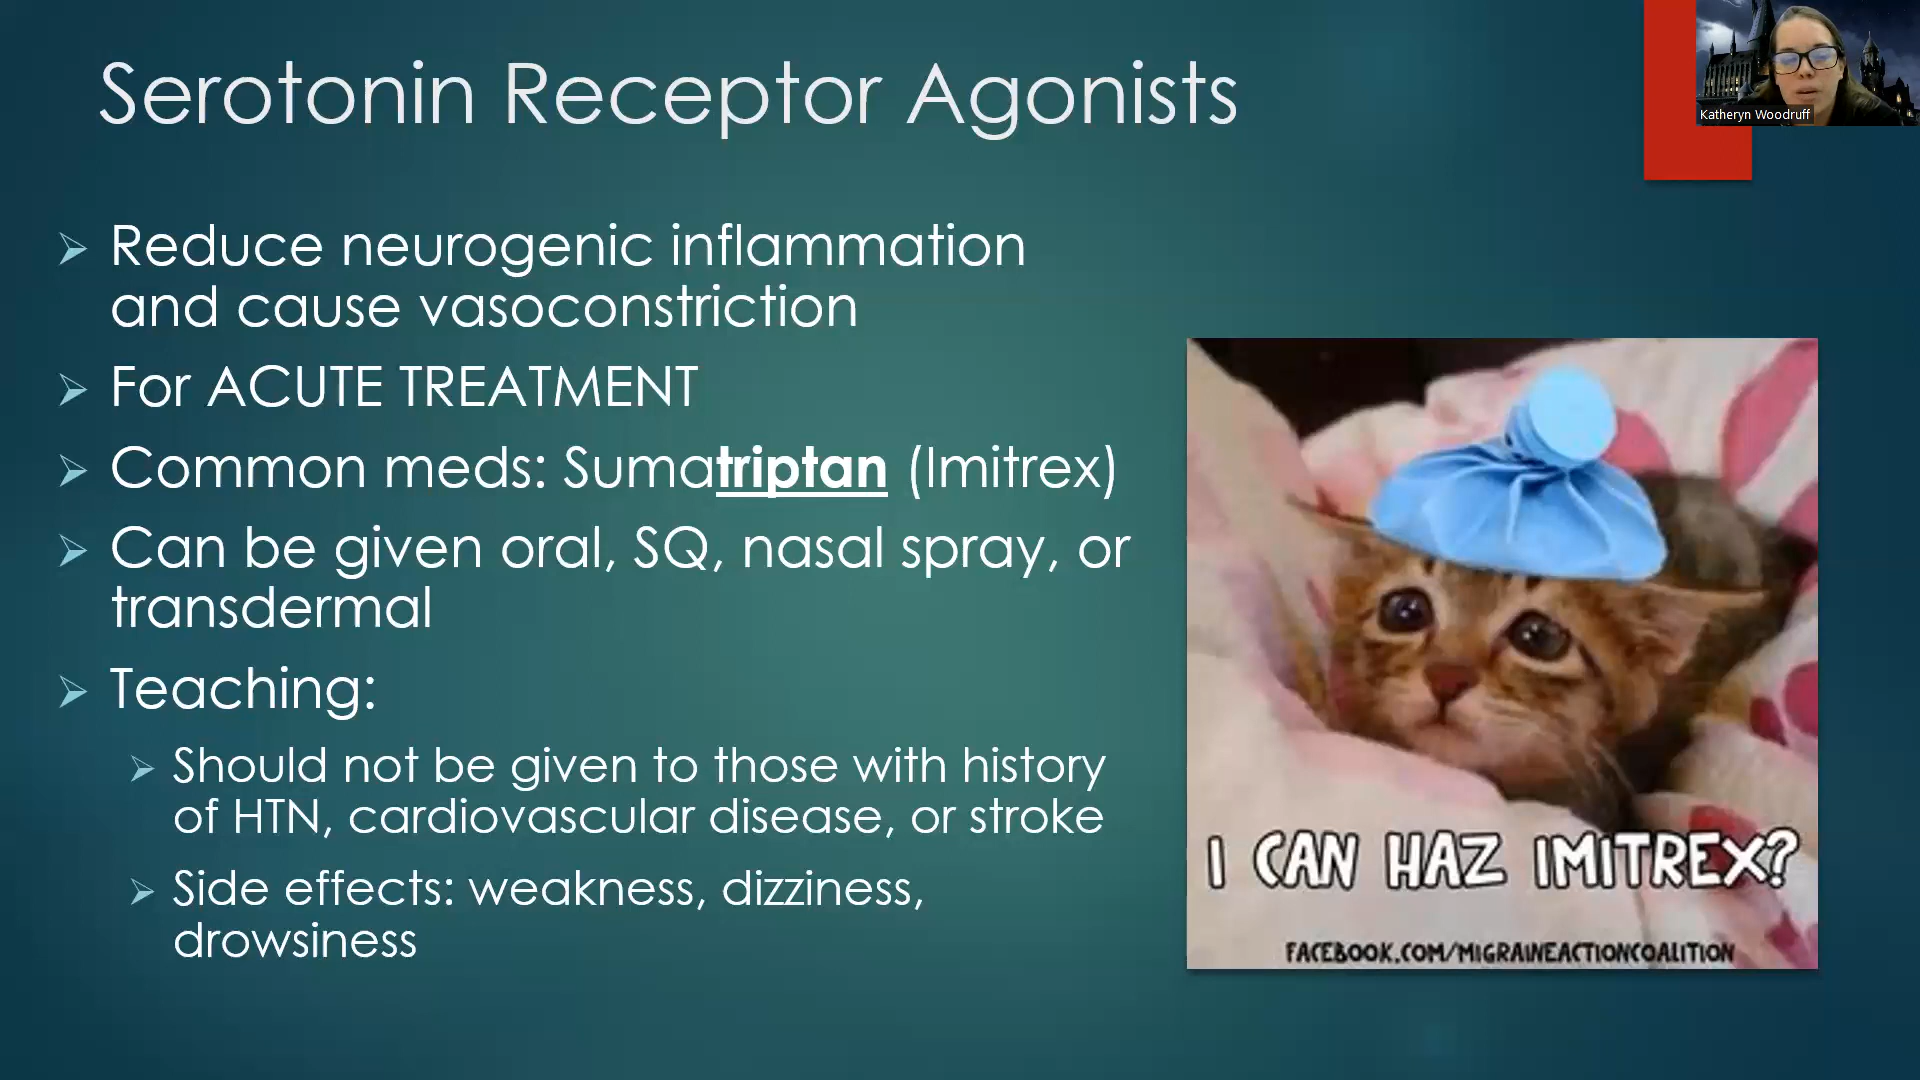 Serotonin Receptor Agonists
Katheryn Woodruff
Reduce neurogenic inflammation
and cause vasoconstriction
For ACUTE TREATMENT
Common meds: Sumatriptan (Imitrex)
Can be given oral, SQ, nasal spray, or
transdermal
Teaching:
Should not be given to those with history
of HTN, cardiovascular disease, or stroke
Side effects: weakness, dizziness,
drowsiness
I CAN HAZ IMITREX?
FACEBOOK.COM/MIGRAINEACTIONCOALITION